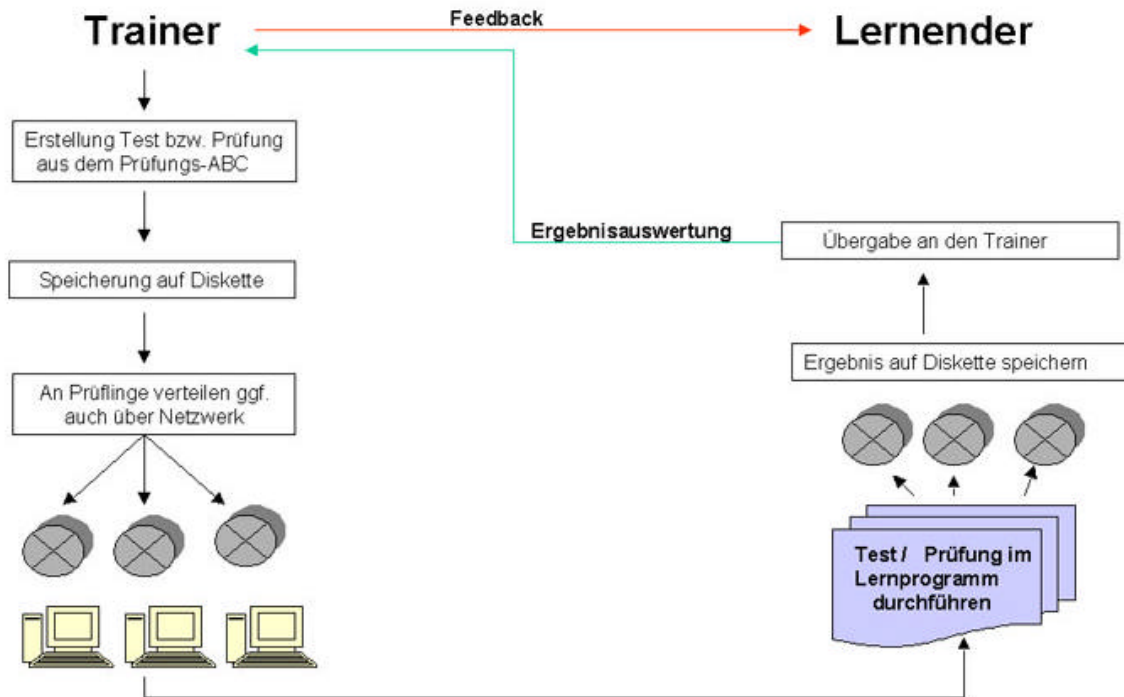 Trainer
Feedback
Lernender
Erstellung Test bzw. Prüfung
aus dem Prüfungs-ABC
Speicherung auf Diskette
An Prüflinge verteilen ggf.
auch über Netzwerk
Ergebnisauswertung
Übergabe an den Trainer
Ergebnis auf Diskette speichern
Test / Prüfung im
Lernprogramm
durchführen